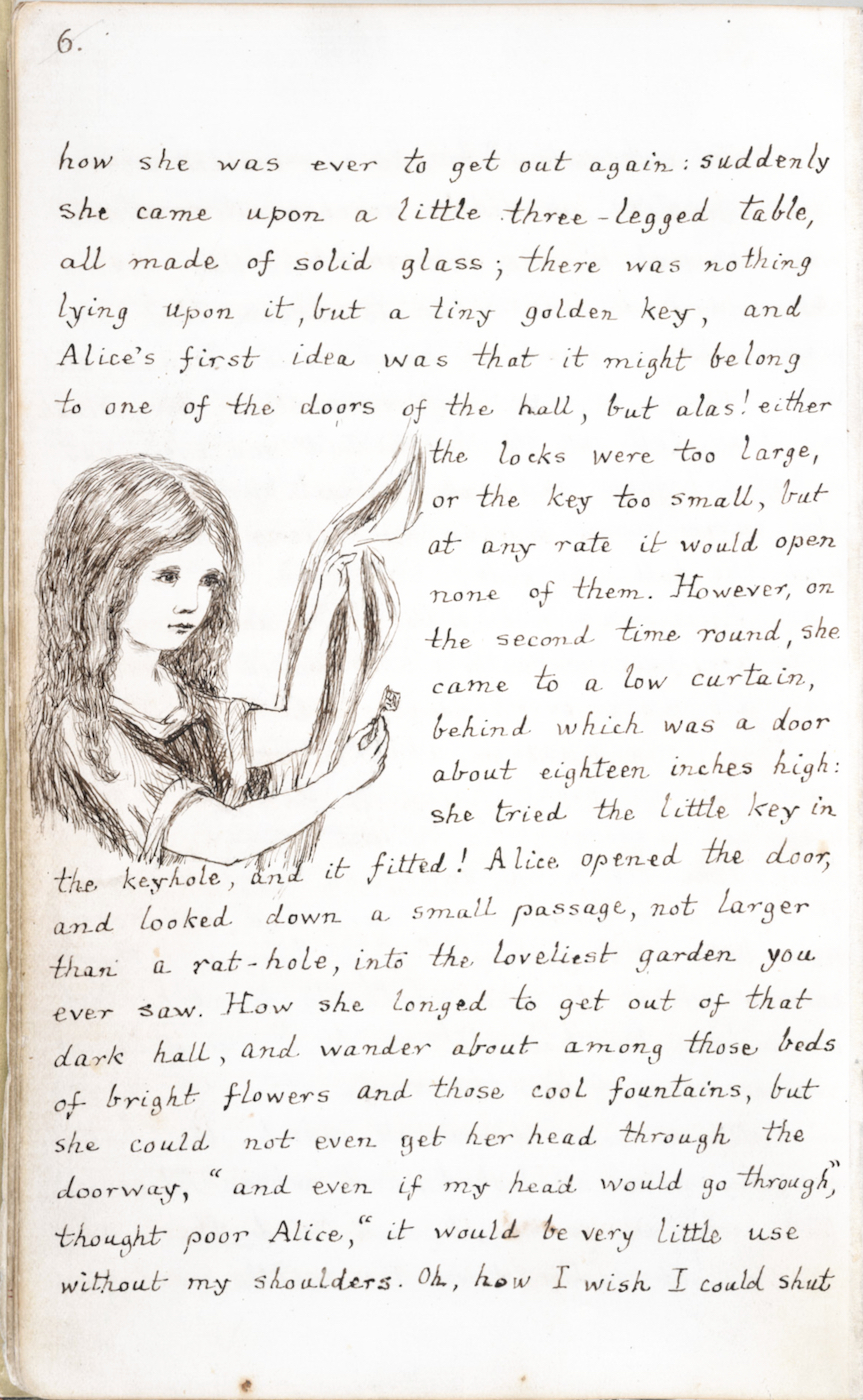 6.
how she was ever to get out again: suddenly
she came upon a little three-legged table,
all made of solid glass; there was nothing
lying upon it, but a tiny golden key, and
Alice's first idea was that it might belong
to one of the doors of the hall, but alas! either
the locks were too large,
or the key too small, but
at any rate it would open
none of them. However, on
the second time round, she
came to a low curtain,
behind which was a door
about eighteen inches high:
she tried the little key in
the keyhole, and it fitted! Alice opened the door,
and looked down a small passage, not larger
than a rat-hole, into the loveliest garden you
ever saw. How she longed to get out of that
dark hall, and wander about among those beds
of bright flowers and those cool fountains, but
she could not even get her head through the
doorway, "and even if my head would go through,"
thought poor Alice, "it would be very little use
without my shoulders. Oh, how I wish I could shut